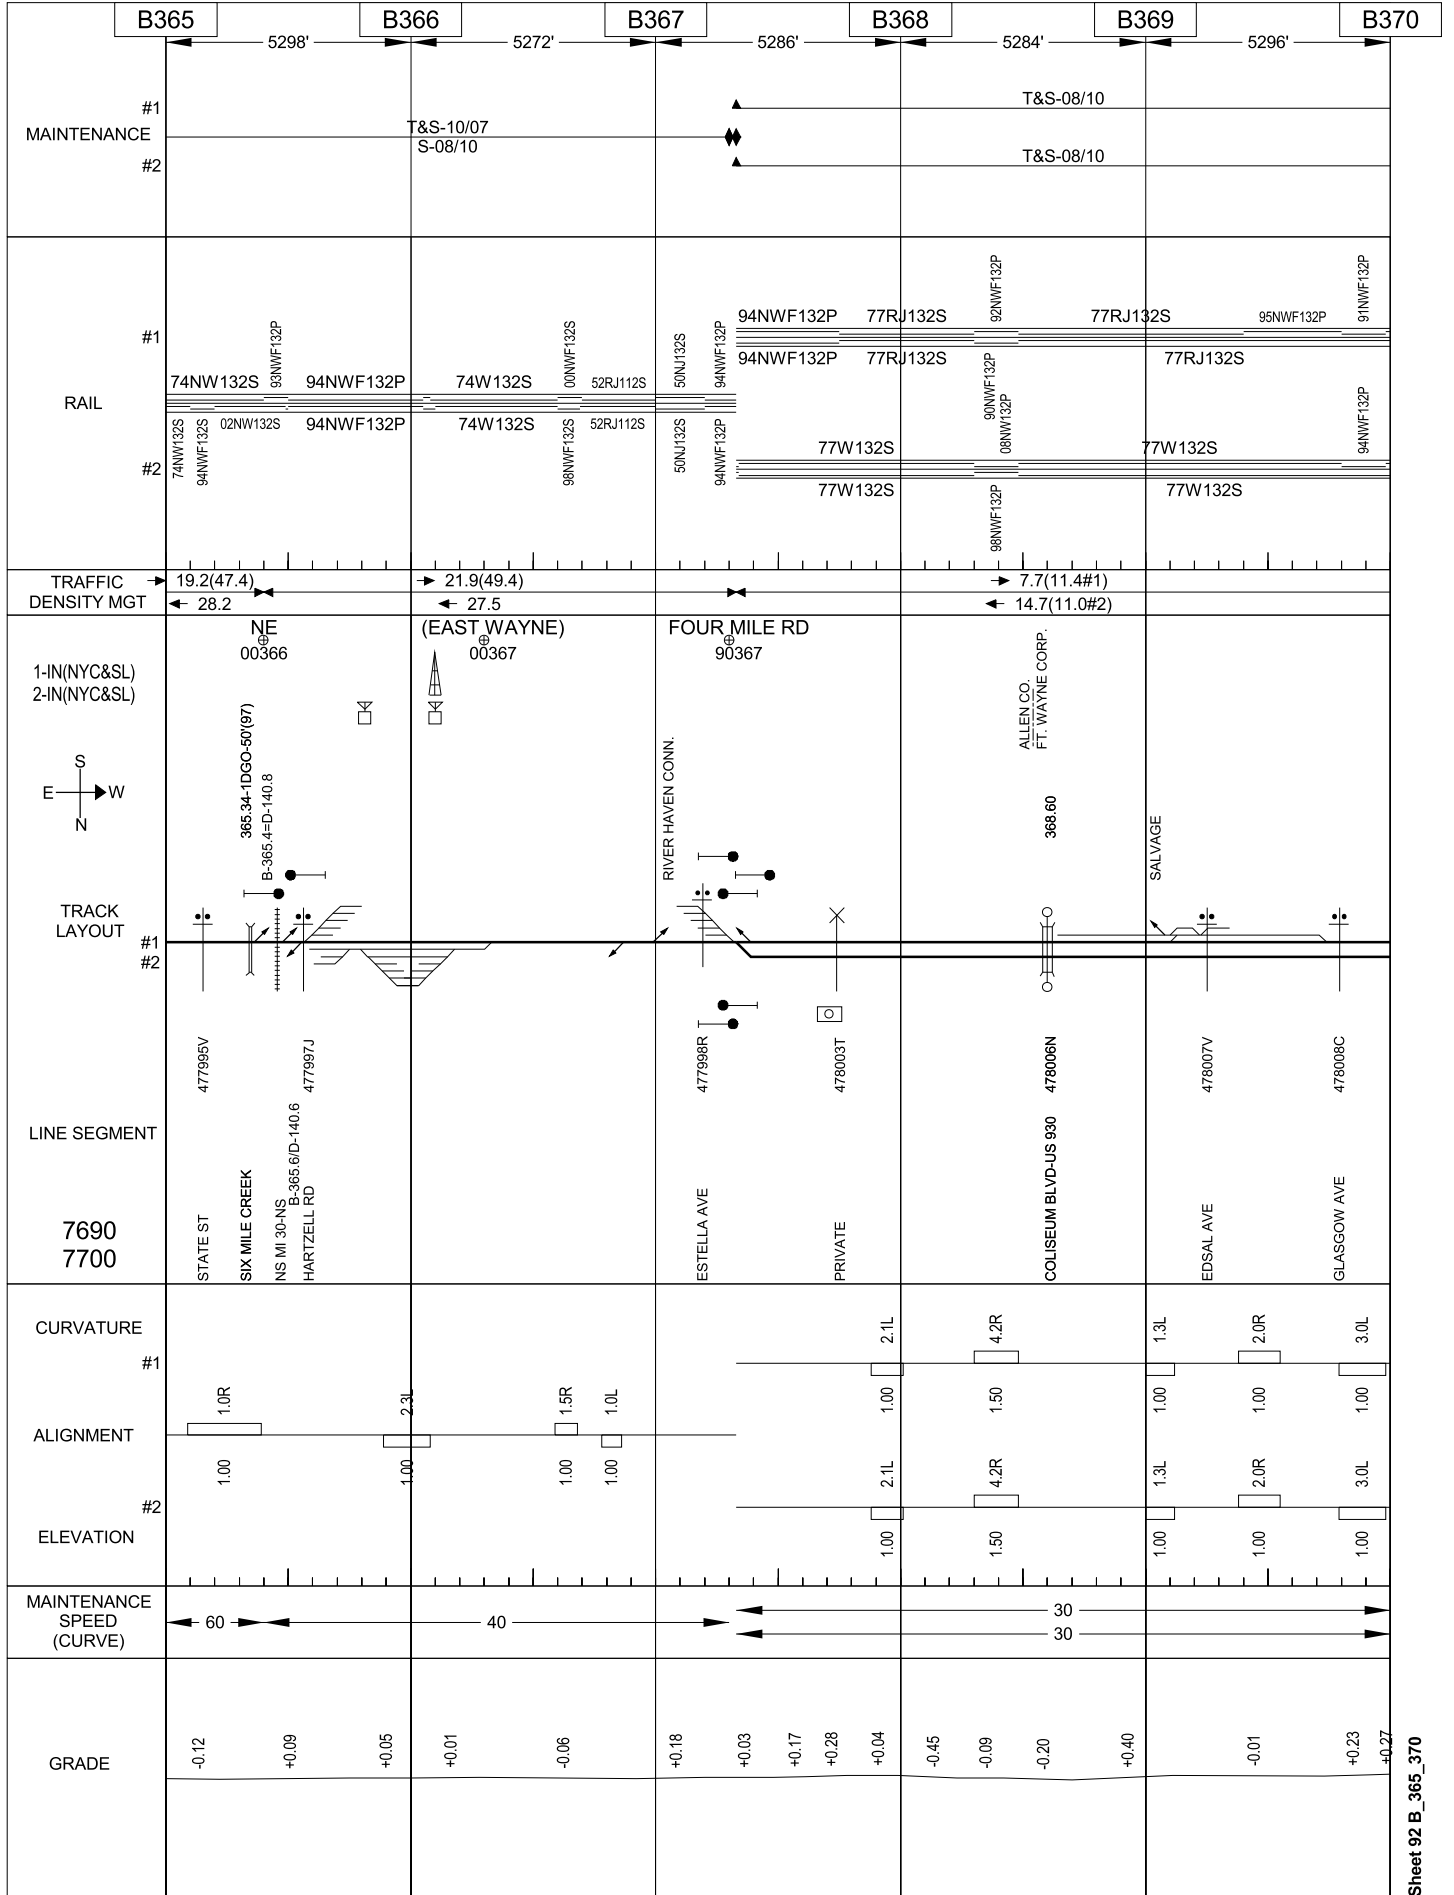 B365 B366 B367 B368 B369 B370
5298' 5272' 5286' 5284' 5296'
#1 T&S-08/10
MAINTENANCE T&S-10/07
S-08/10
#2 T&S-08/10
92NWF132P 91NWF132P
94NWF132P 77RJ132S 77RJ132S 95NWF132P
#1 93NWF132P 00NWF132S 50NJ132S 94NWF132P
94NWF132P 77RJ132S 77RJ132S
74NW132S 94NWF132P 74W132S 52RJ112S
RAIL 90NWF132P 08NW132P 94NWF132P
02NW132S 94NWF132P 74W132S 52RJ112S
74NW132S 94NWF132S 98NWF132S 50NJ132S 94NWF132P
77W132S 77W132S
#2
77W132S 77W132S
98NWF132P
TRAFFIC 19.2(47.4) 21.9(49.4) 7.7(11.4#1)
DENSITY MGT 28.2 27.5 14.7(11.0#2)
NE (EAST WAYNE) FOUR MILE RD
00366 00367 90367
1-IN(NYC&SL)
2-IN(NYC&SL)
ALLEN CO.
FT. WAYNE CORP.
S
E W
N
365.34-1DGO-50'(97)
B-365.4=D-140.8
RIVER HAVEN CONN.
368.60
SALVAGE
TRACK
LAYOUT
#1
#2
477995V 477997J 477998R 478003T 478006N 478007V 478008C
LINE SEGMENT
7690
7700
STATE ST
SIX MILE CREEK
NS MI 30-NS
B-365.6/D-140.6
HARTZELL RD
ESTELLA AVE
PRIVATE
COLISEUM BLVD-US 930
EDSAL AVE
GLASGOW AVE
CURVATURE 2.1L 4.2R 1.3L 2.0R 3.0L
#1
1.00 1.50 1.00 1.00 1.00
1.0R 2.3L 1.5R 1.0L
ALIGNMENT
1.00 1.00 1.00 1.00
2.1L 4.2R 1.3L 2.0R 3.0L
#2
ELEVATION 1.00 1.50 1.00 1.00 1.00
MAINTENANCE
SPEED
(CURVE)
60 40 30
30
GRADE -0.12 +0.09 +0.05 +0.01 -0.06 +0.18 +0.03 +0.17 +0.28 +0.04 -0.45 -0.09 -0.20 +0.40 -0.01 +0.23 +0.27
Sheet 92 B_365_370